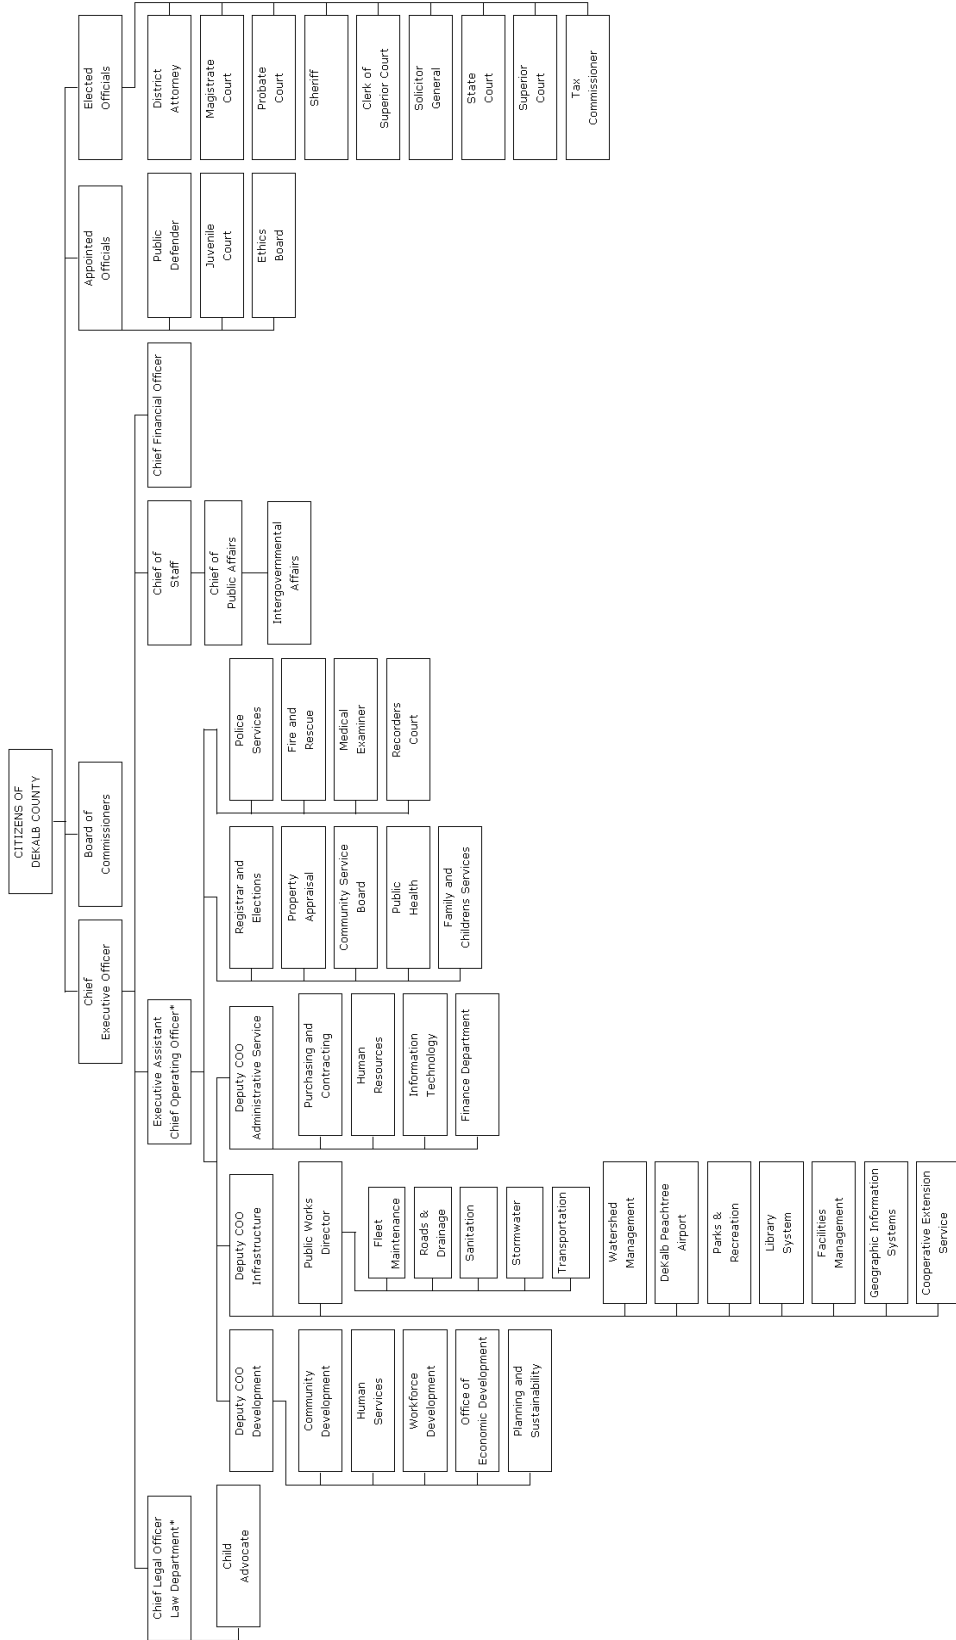 CITIZENS OF
DEKALB COUNTY
Chief
Executive Officer
Board of
Commissioners
Appointed
Officials
Elected
Officials
Chief Legal Officer
Law Department*
Executive Assistant
Chief Operating Officer*
Chief of
Staff
Chief Financial Officer
Public
Defender
Juvenile
Court
Ethics
Board
District
Attorney
Magistrate
Court
Probate
Court
Sheriff
Clerk of
Superior Court
Solicitor
General
State
Court
Superior
Court
Tax
Commissioner
Child
Advocate
Chief of
Public Affairs
Intergovernmental
Affairs
Deputy COO
Development
Community
Development
Human
Services
Workforce
Development
Office of
Economic Development
Planning and
Sustainability
Deputy COO
Infrastructure
Public Works
Director
Fleet
Maintenance
Roads &
Drainage
Sanitation
Stormwater
Transportation
Watershed
Management
DeKalb Peachtree
Airport
Parks &
Recreation
Library
System
Facilities
Management
Geographic Information
Systems
Cooperative Extension
Service
Deputy COO
Administrative Service
Purchasing and
Contracting
Human
Resources
Information
Technology
Finance Department
Registrar and
Elections
Property
Appraisal
Community Service
Board
Public
Health
Family and
Childrens Services
Police
Services
Fire and
Rescue
Medical
Examiner
Recorders
Court